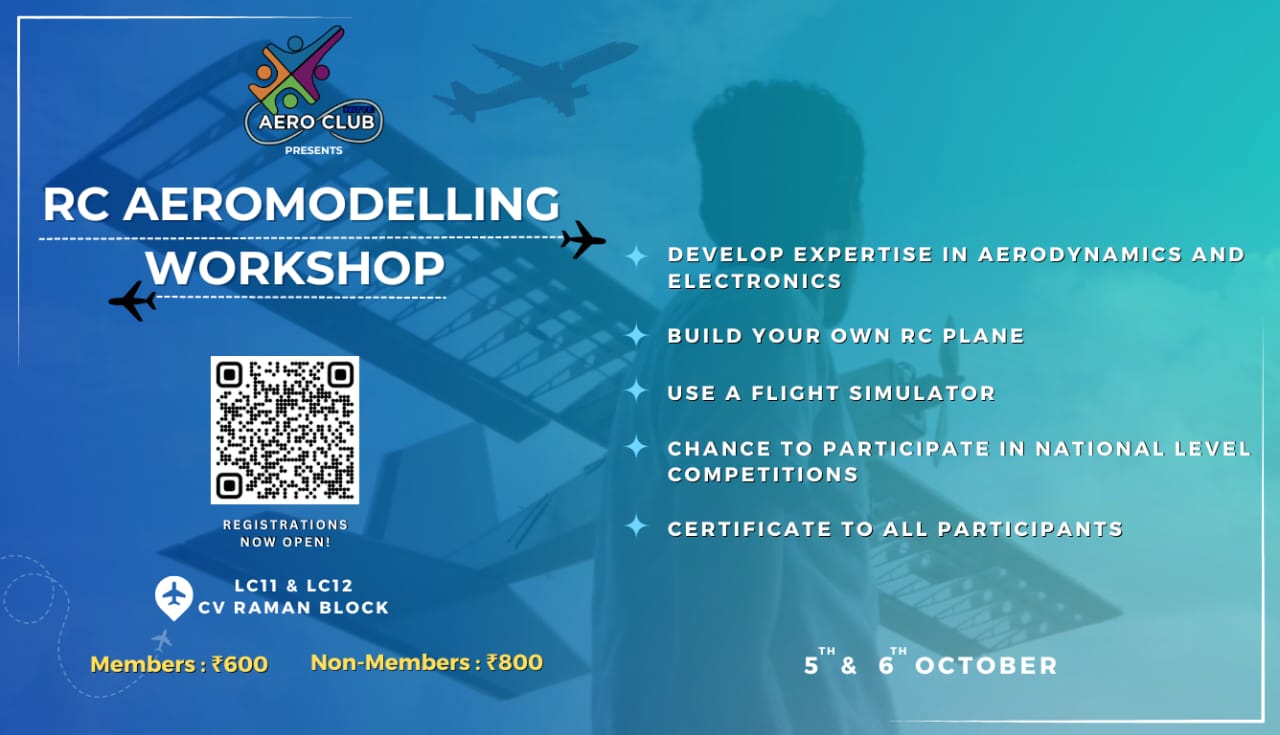 AERO CLUB
PRESENTS
RC AEROMODELLING
WORKSHOP
REGISTRATIONS
NOW OPEN!
LC11 & LC12
CV RAMAN BLOCK
Members : ₹600
Non-Members : ₹800
DEVELOP EXPERTISE IN AERODYNAMICS AND
ELECTRONICS
BUILD YOUR OWN RC PLANE
USE A FLIGHT SIMULATOR
CHANCE TO PARTICIPATE IN NATIONAL LEVEL
COMPETITIONS
CERTIFICATE TO ALL PARTICIPANTS
5TH & 6TH OCTOBER